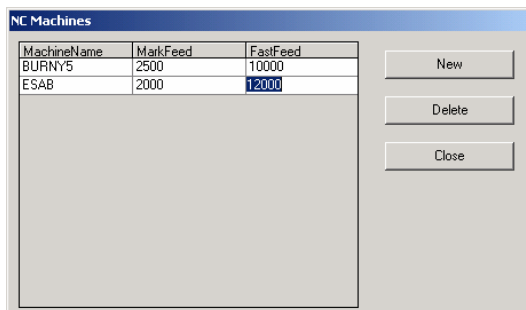 NC Machines
MachineName MarkFeed FastFeed
BURNY5 2500 10000
ESAB 2000 12000
New
Delete
Close